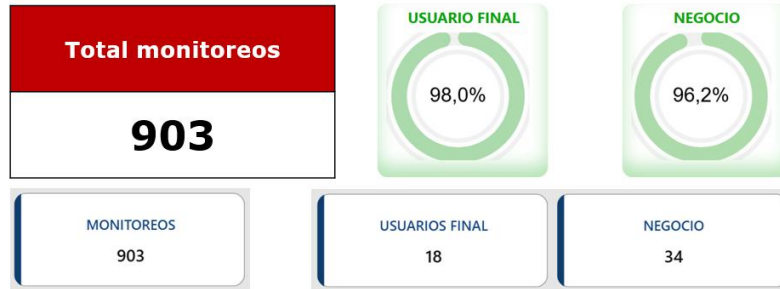 Total monitoreos
903
USUARIO FINAL
98,0%
NEGOCIO
96,2%
MONITOREOS
903
USUARIOS FINAL
18
NEGOCIO
34